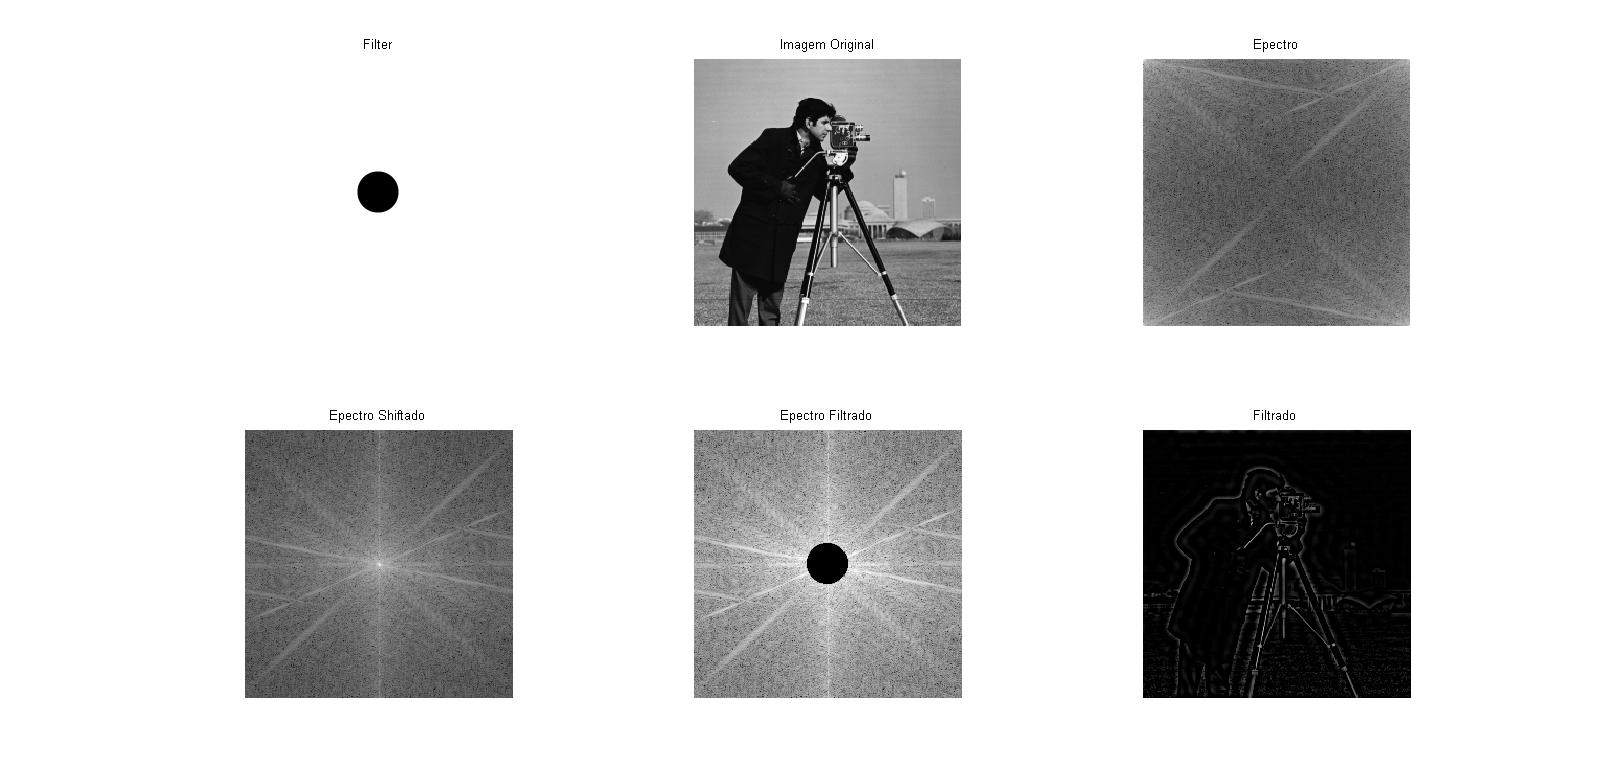 Filter
Imagem Original
Epectro
Epectro Shiftado
Epectro Filtrado
Filtrado